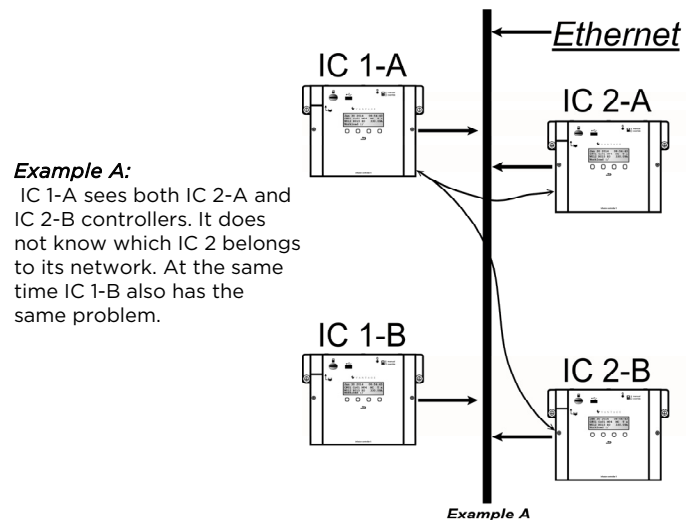 Ethernet
IC 1-A
IC 2-A
Example A:
IC 1-A sees both IC 2-A and
IC 2-B controllers. It does
not know which IC 2 belongs
to its network. At the same
time IC 1-B also has the
same problem.
IC 1-B
IC 2-B
Example A